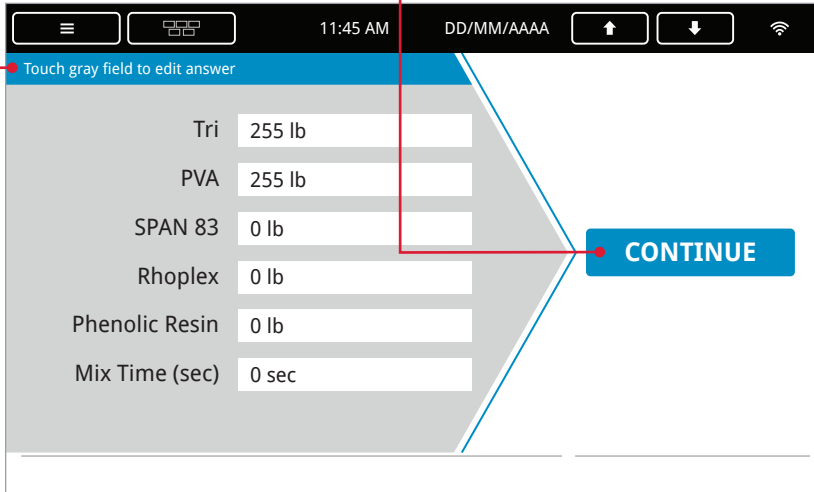 11:45 AM DD/MM/AAAA
Touch gray field to edit answer
Tri 255 lb
PVA 255 lb
SPAN 83 0 lb
Rhoplex 0 lb
CONTINUE
Phenolic Resin 0 lb
Mix Time (sec) 0 sec